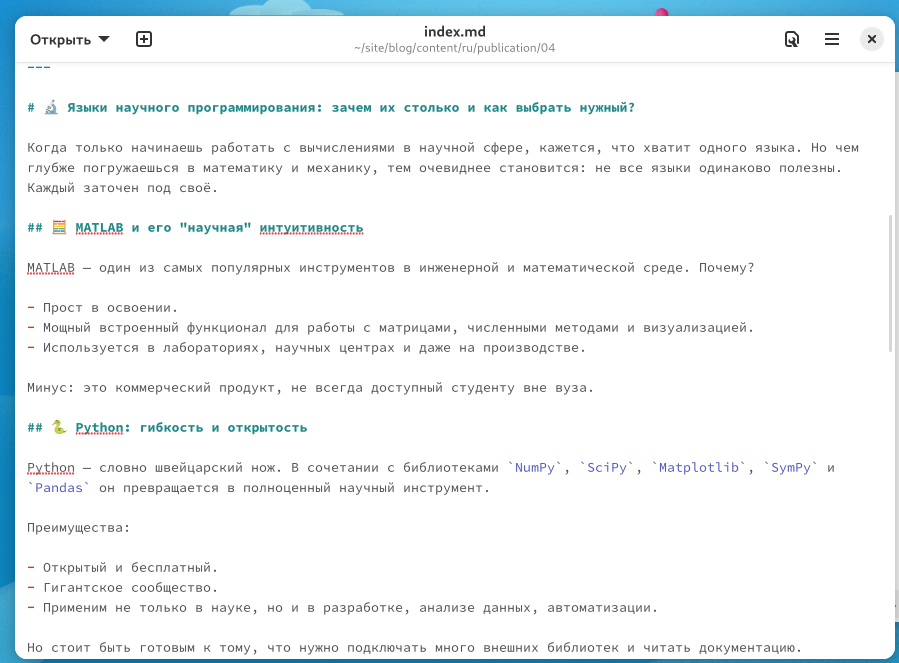 Открыть
index.md
~/site/blog/content/ru/publication/04
---
# 🔬 Языки научного программирования: зачем их столько и как выбрать нужный?
Когда только начинаешь работать с вычислениями в научной сфере, кажется, что хватит одного языка. Но чем
глубже погружаешься в математику и механику, тем очевиднее становится: не все языки одинаково полезны.
Каждый заточен под своё.
## 🧮 MATLAB и его "научная" интуитивность
MATLAB — один из самых популярных инструментов в инженерной и математической среде. Почему?
- Прост в освоении.
- Мощный встроенный функционал для работы с матрицами, численными методами и визуализацией.
- Используется в лабораториях, научных центрах и даже на производстве.
Минус: это коммерческий продукт, не всегда доступный студенту вне вуза.
## 🐍 Python: гибкость и открытость
Python — словно швейцарский нож. В сочетании с библиотеками `NumPy`, `SciPy`, `Matplotlib`, `SymPy` и
`Pandas` он превращается в полноценный научный инструмент.
Преимущества:
- Открытый и бесплатный.
- Гигантское сообщество.
- Применим не только в науке, но и в разработке, анализе данных, автоматизации.
Но стоит быть готовым к тому, что нужно подключать много внешних библиотек и читать документацию.